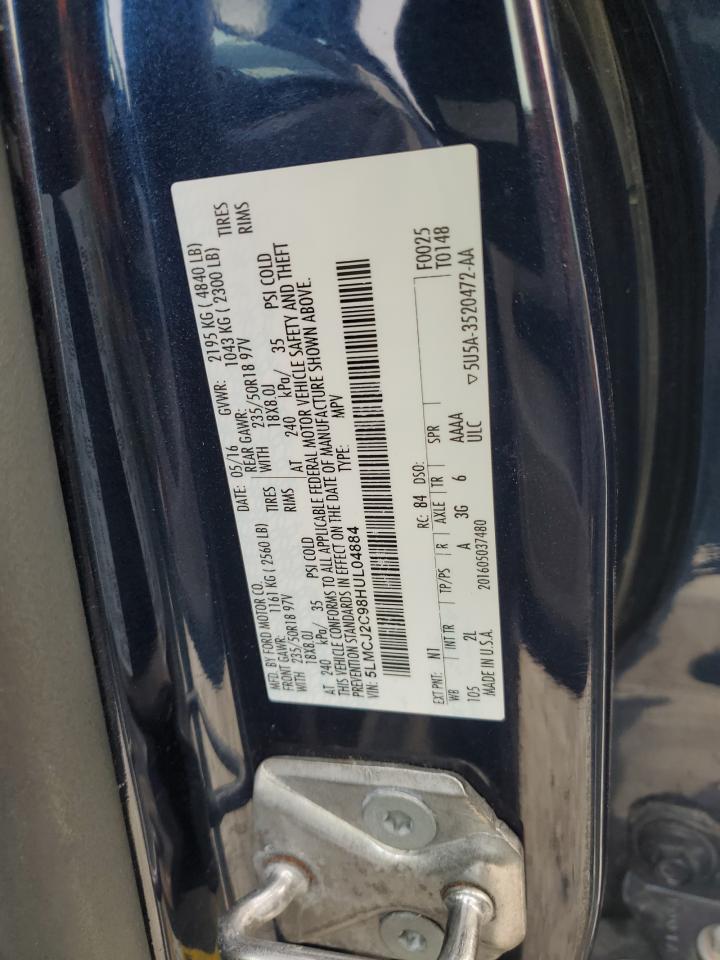 MFD. BY FORD MOTOR CO. DATE: 05/16 GVWR: 2195 KG ( 4840 LB)
FRONT GAWR: 1161 KG ( 2560 LB) REAR GAWR: 1043 KG ( 2300 LB)
WITH 235/50R18 97V TIRES WITH 235/50R18 97V TIRES
18X8.0J RIMS 18X8.0J RIMS
AT 240 kPa/ 35 PSI COLD AT 240 kPa/ 35 PSI COLD
THIS VEHICLE CONFORMS TO ALL APPLICABLE FEDERAL MOTOR VEHICLE SAFETY AND THEFT
PREVENTION STANDARDS IN EFFECT ON THE DATE OF MANUFACTURE SHOWN ABOVE.
VIN: 5LMCJ2C98HUL04884 TYPE: MPV
F0025
EXT PNT: N1 RC: 84 DSO: T0148
WB INT TR TP/PS R AXLE TR SPR
105 2L A 3G 6 AAAA
MADE IN U.S.A. 201605037480 ULC ▽5U5A-3520472-AA